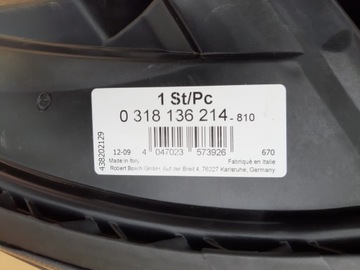 1 St/Pc
0 318 136 214 - 810
438202129
12-09 4 047023 573926 670
Made in Italy Fabriqué en Italie
Robert Bosch GmbH, Auf der Breit 4, 76227 Karlsruhe, Germany